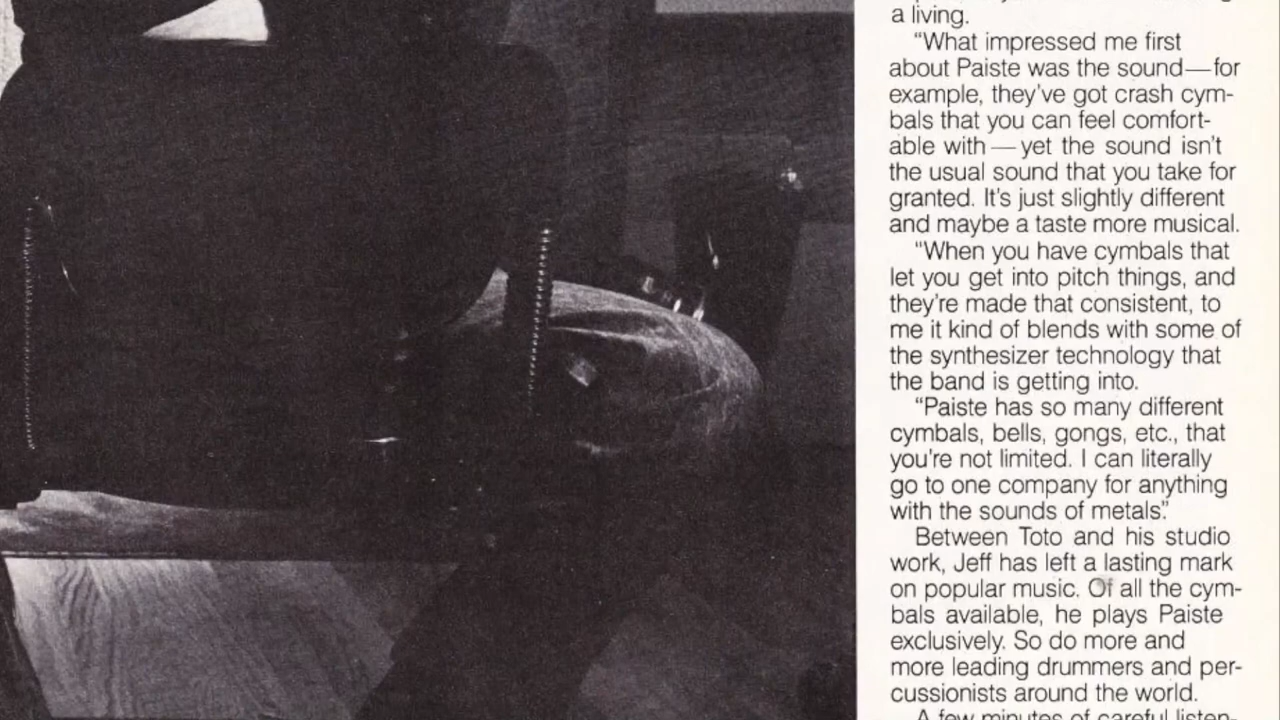 a living.
“What impressed me first
about Paiste was the sound—for
example, they’ve got crash cym-
bals that you can feel comfort-
able with — yet the sound isn’t
the usual sound that you take for
granted. It’s just slightly different
and maybe a taste more musical.
“When you have cymbals that
let you get into pitch things, and
they’re made that consistent, to
me it kind of blends with some of
the synthesizer technology that
the band is getting into.
“Paiste has so many different
cymbals, bells, gongs, etc., that
you’re not limited. I can literally
go to one company for anything
with the sounds of metals.”
Between Toto and his studio
work, Jeff has left a lasting mark
on popular music. Of all the cym-
bals available, he plays Paiste
exclusively. So do more and
more leading drummers and per-
cussionists around the world.
A few minutes of careful listen-